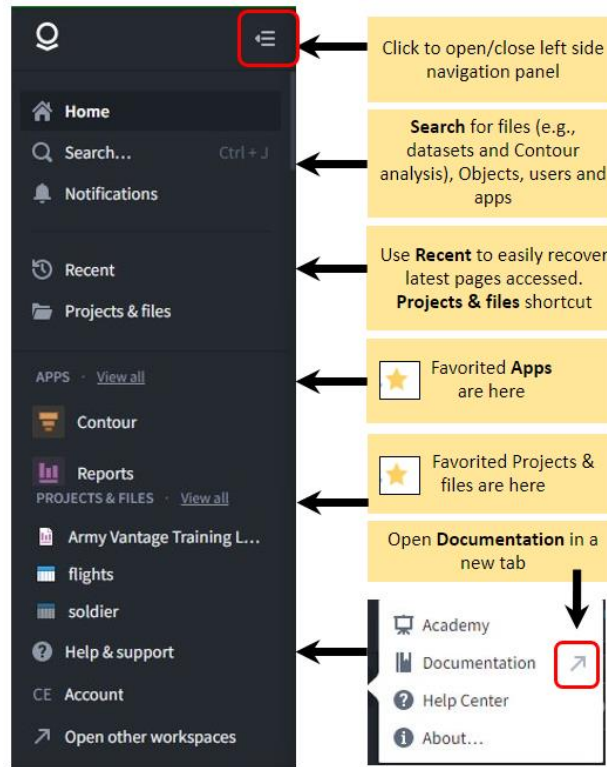 Home
Search... Ctrl + J
Notifications
Recent
Projects & files
APPS · View all
Contour
Reports
PROJECTS & FILES · View all
Army Vantage Training L...
flights
soldier
Help & support
CE Account
Open other workspaces
Click to open/close left side
navigation panel
Search for files (e.g.,
datasets and Contour
analysis), Objects, users and
apps
Use Recent to easily recover
latest pages accessed.
Projects & files shortcut
Favorited Apps
are here
Favorited Projects &
files are here
Open Documentation in a
new tab
Academy
Documentation
Help Center
About...